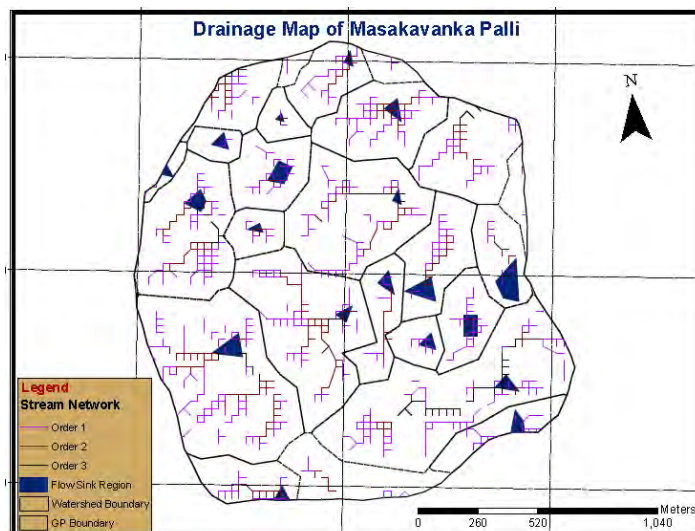 Drainage Map of Masakavanka Palli
N
Legend
Stream Network
Order 1
Order 2
Order 3
FlowSink Region
Watershed Boundary
GP Boundary
Meters
0 260 520 1,040